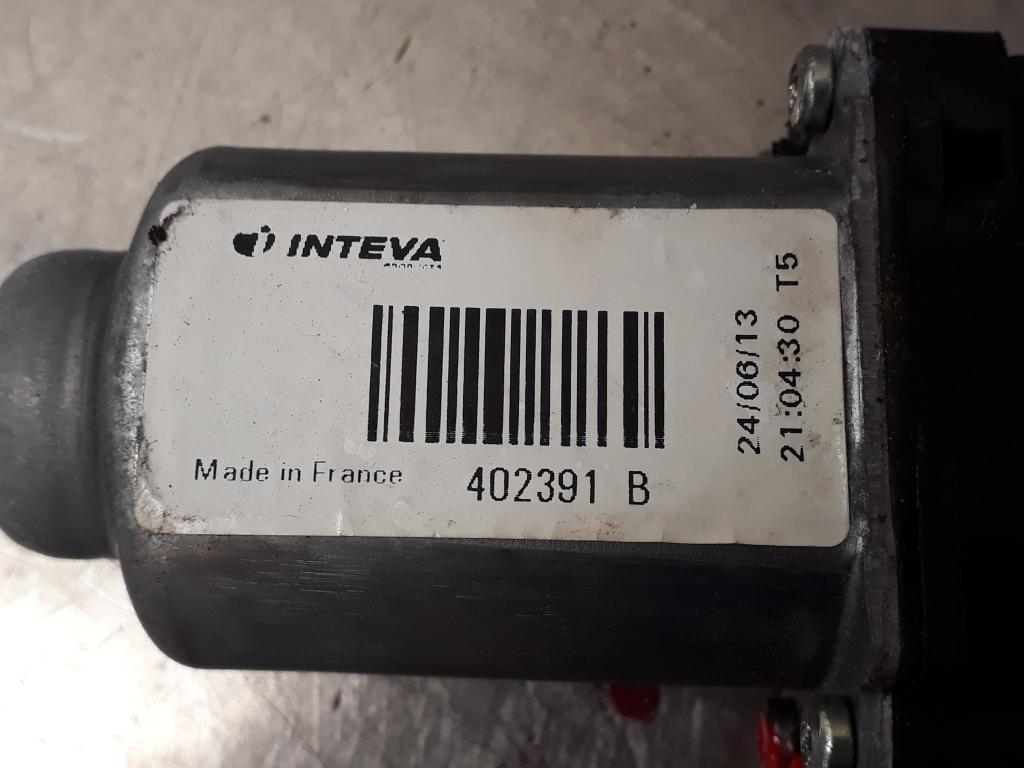 INTEVA
Made in France
402391 B
24/06/13
21:04:30 T5